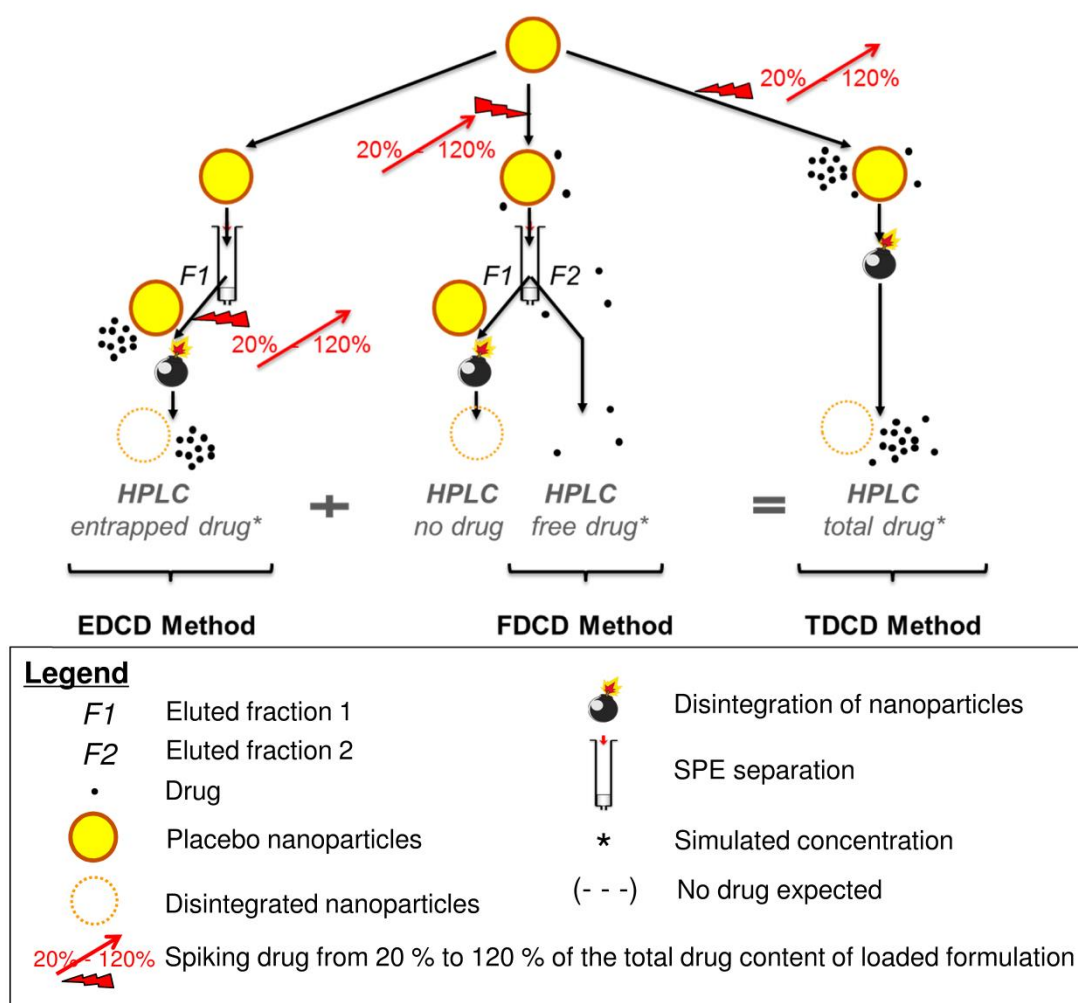 20% - 120%
20% - 120%
F1
F1 F2
20% - 120%
HPLC
entrapped drug*
+
HPLC
no drug
HPLC
free drug*
=
HPLC
total drug*
EDCD Method
FDCD Method
TDCD Method
Legend
F1 Eluted fraction 1
F2 Eluted fraction 2
• Drug
Placebo nanoparticles
Disintegrated nanoparticles
Disintegration of nanoparticles
SPE separation
* Simulated concentration
(- - -) No drug expected
20% - 120% Spiking drug from 20 % to 120 % of the total drug content of loaded formulation